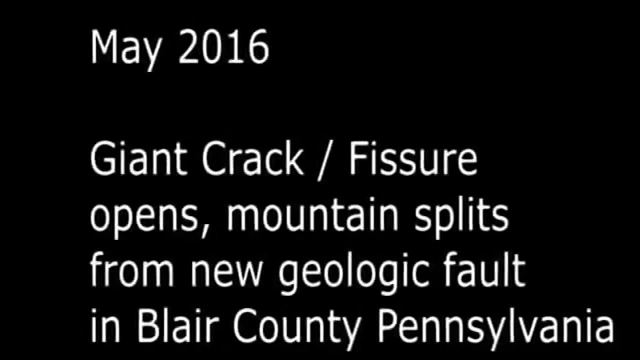 May 2016
Giant Crack / Fissure
opens, mountain splits
from new geologic fault
in Blair County Pennsylvania